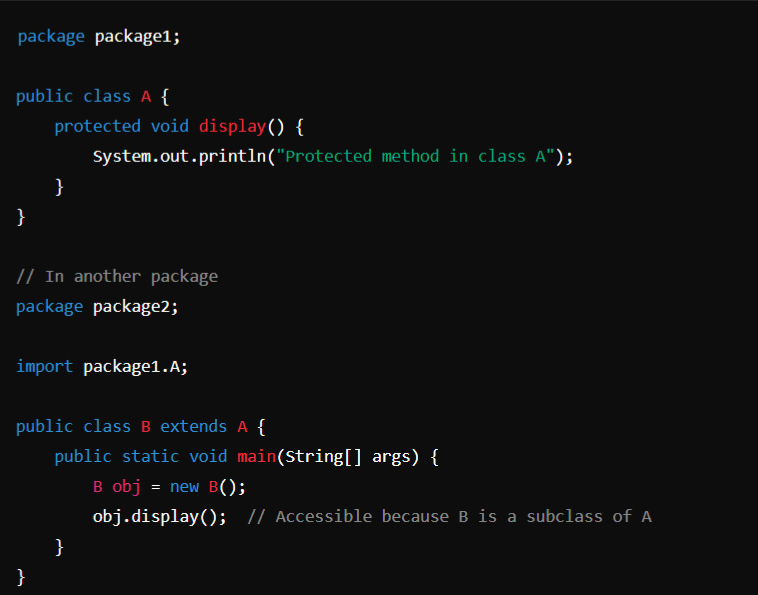 package package1;
public class A {
    protected void display() {
        System.out.println("Protected method in class A");
    }
}
// In another package
package package2;
import package1.A;
public class B extends A {
    public static void main(String[] args) {
        B obj = new B();
        obj.display();  // Accessible because B is a subclass of A
    }
}